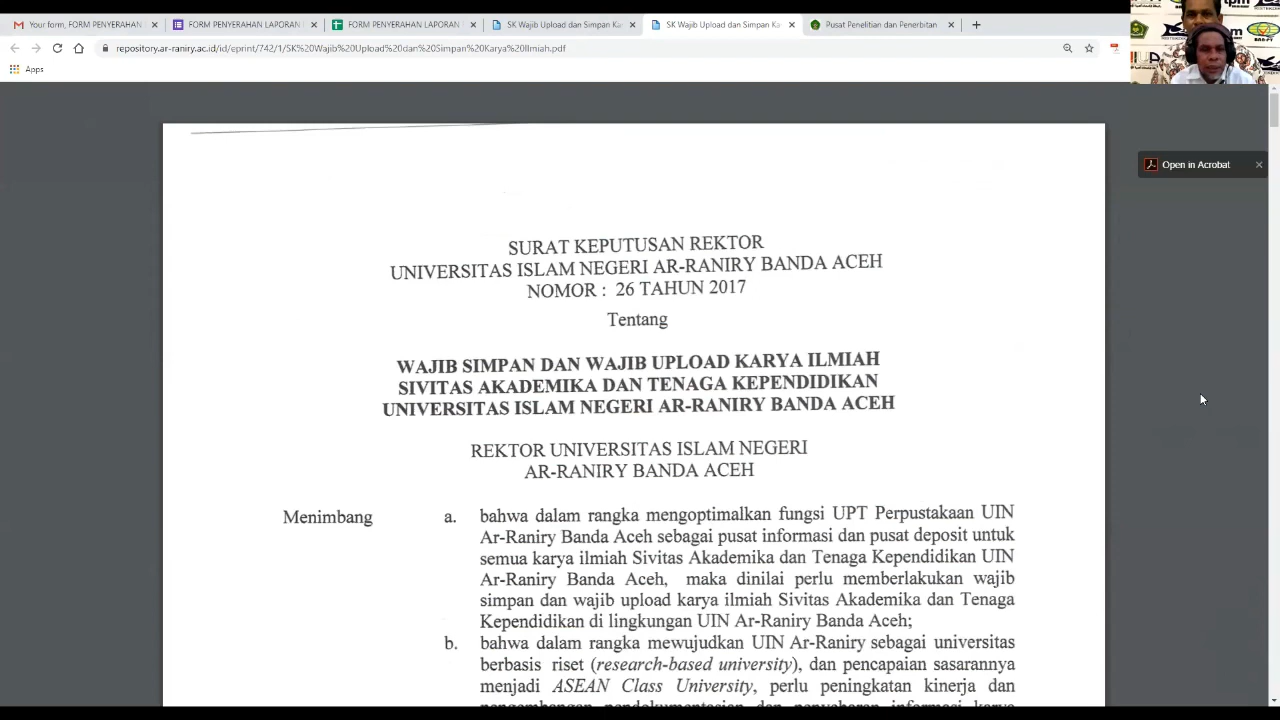 Your form, FORM PENYERAHAN
FORM PENYERAHAN LAPORAN
FORM PENYERAHAN LAPORAN
SK Wajib Upload dan Simpan Ka
SK Wajib Upload dan Simpan Ka
Pusat Penelitian dan Penerbitan
repository.ar-raniry.ac.id/id/eprint/742/1/SK%20Wajib%20Upload%20dan%20Simpan%20Karya%20Ilmiah.pdf
Apps
Open in Acrobat
SURAT KEPUTUSAN REKTOR
UNIVERSITAS ISLAM NEGERI AR-RANIRY BANDA ACEH
NOMOR : 26 TAHUN 2017
Tentang
WAJIB SIMPAN DAN WAJIB UPLOAD KARYA ILMIAH
SIVITAS AKADEMIKA DAN TENAGA KEPENDIDIKAN
UNIVERSITAS ISLAM NEGERI AR-RANIRY BANDA ACEH
REKTOR UNIVERSITAS ISLAM NEGERI
AR-RANIRY BANDA ACEH
Menimbang a. bahwa dalam rangka mengoptimalkan fungsi UPT Perpustakaan UIN
Ar-Raniry Banda Aceh sebagai pusat informasi dan pusat deposit untuk
semua karya ilmiah Sivitas Akademika dan Tenaga Kependidikan UIN
Ar-Raniry Banda Aceh, maka dinilai perlu memberlakukan wajib
simpan dan wajib upload karya ilmiah Sivitas Akademika dan Tenaga
Kependidikan di lingkungan UIN Ar-Raniry Banda Aceh;
b. bahwa dalam rangka mewujudkan UIN Ar-Raniry sebagai universitas
berbasis riset (research-based university), dan pencapaian sasarannya
menjadi ASEAN Class University, perlu peningkatan kinerja dan
pengembangan pendokumentasian dan penyebaran informasi karya